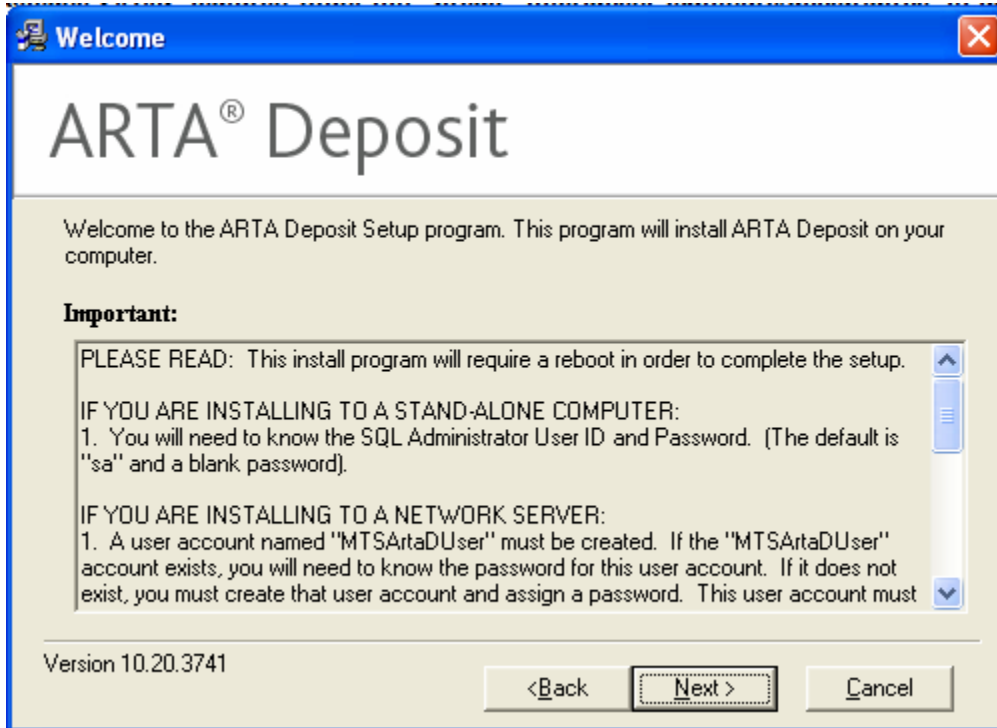 Welcome
ARTA® Deposit
Welcome to the ARTA Deposit Setup program. This program will install ARTA Deposit on your
computer.
Important:
PLEASE READ: This install program will require a reboot in order to complete the setup.
IF YOU ARE INSTALLING TO A STAND-ALONE COMPUTER:
1. You will need to know the SQL Administrator User ID and Password. (The default is
"sa" and a blank password).
IF YOU ARE INSTALLING TO A NETWORK SERVER:
1. A user account named "MTSArtaDUser" must be created. If the "MTSArtaDUser"
account exists, you will need to know the password for this user account. If it does not
exist, you must create that user account and assign a password. This user account must
Version 10.20.3741
<Back
Next >
Cancel